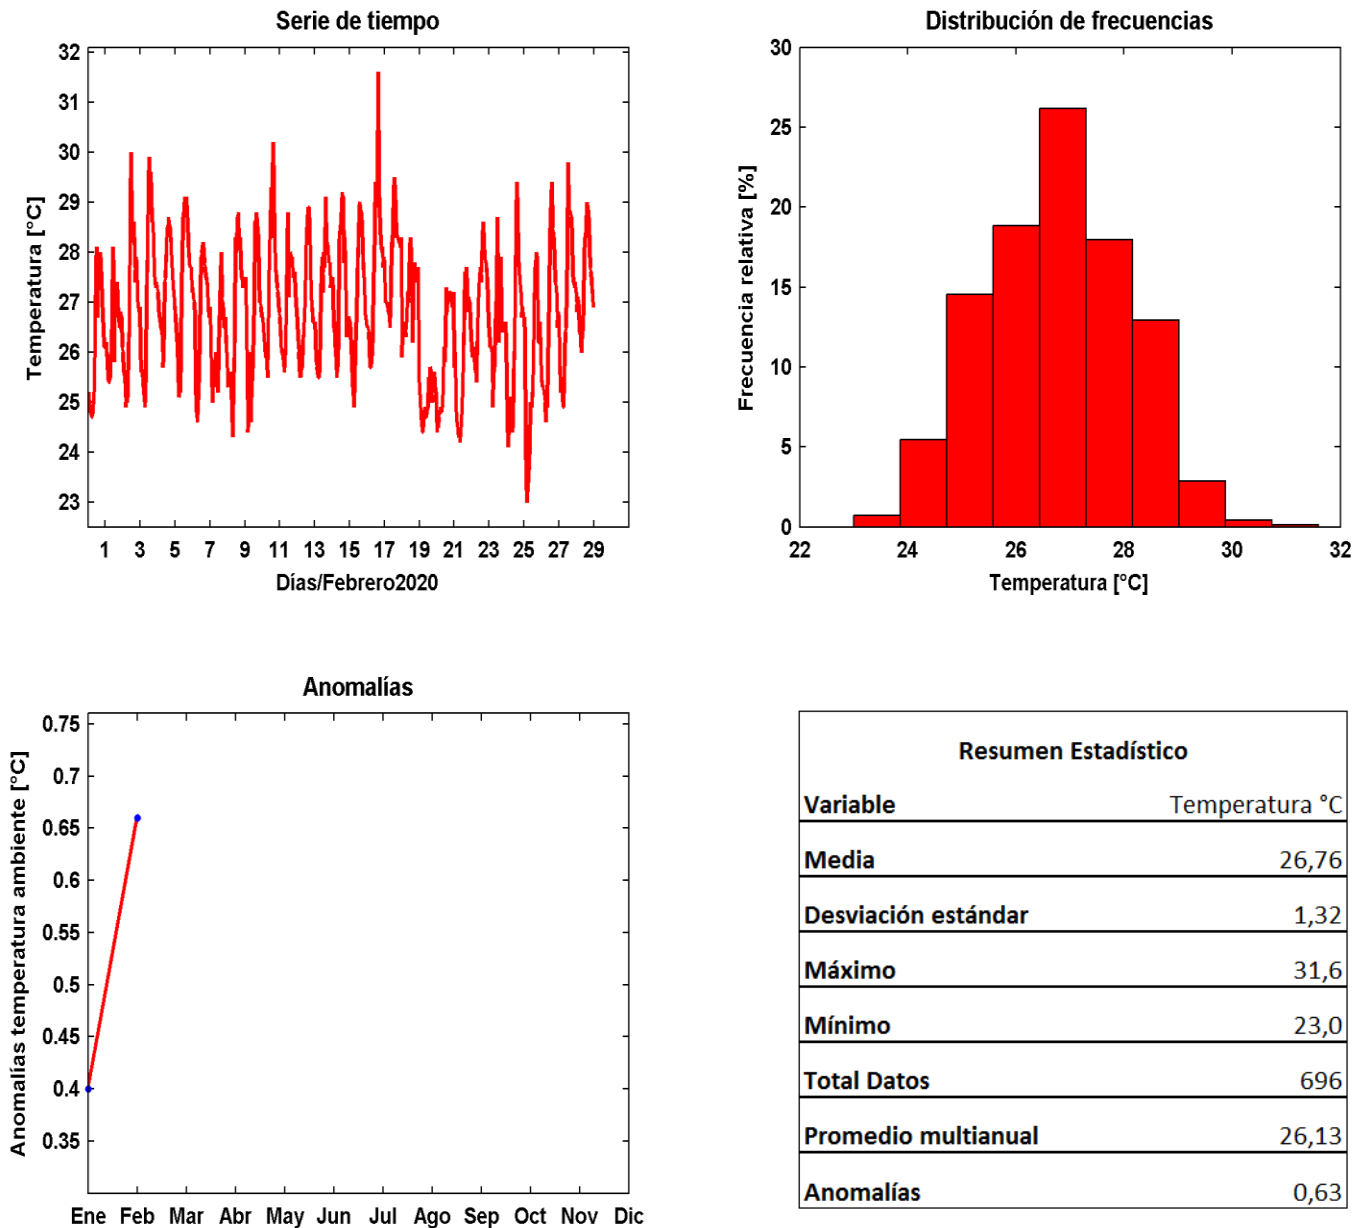 Serie de tiempo
32
31
30
29
28
27
26
25
24
23
Temperatura [°C]
1 3 5 7 9 11 13 15 17 19 21 23 25 27 29
Días/Febrero2020
Distribución de frecuencias
30
25
20
15
10
5
0
Frecuencia relativa [%]
22 24 26 28 30 32
Temperatura [°C]
Anomalías
0.75
0.7
0.65
0.6
0.55
0.5
0.45
0.4
0.35
Anomalías temperatura ambiente [°C]
Ene Feb Mar Abr May Jun Jul Ago Sep Oct Nov Dic
Resumen Estadístico
Variable Temperatura °C
Media 26,76
Desviación estándar 1,32
Máximo 31,6
Mínimo 23,0
Total Datos 696
Promedio multianual 26,13
Anomalías 0,63